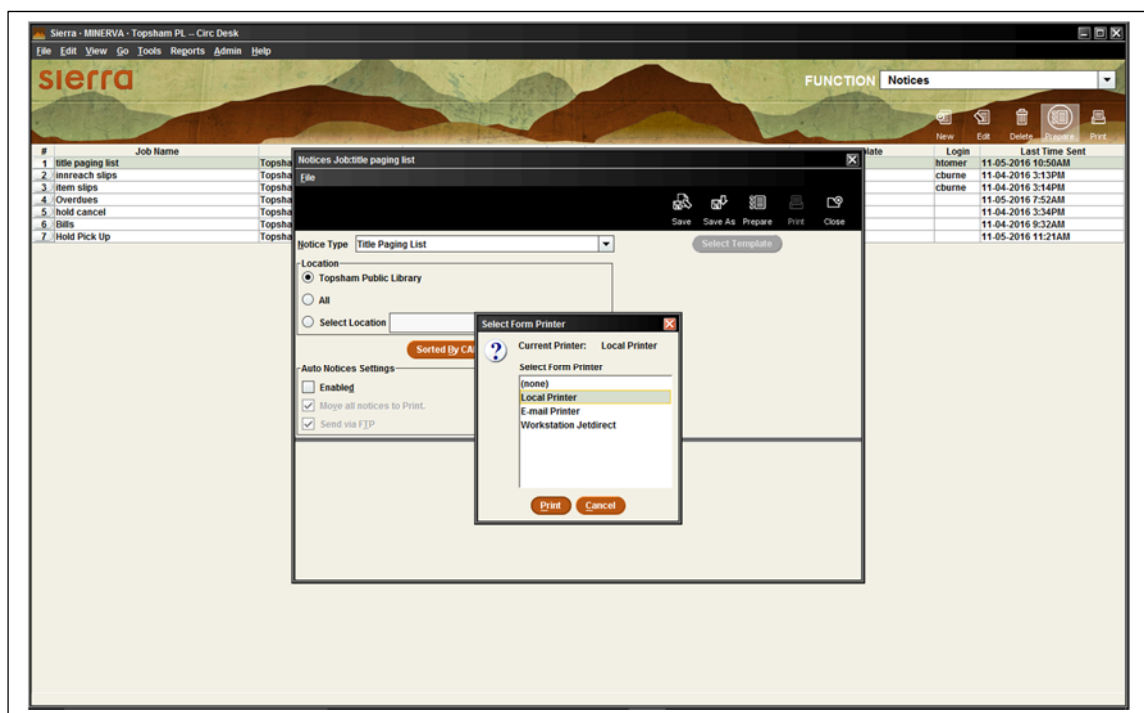 Sierra - MINERVA - Topsham PL -- Circ Desk
File Edit View Go Tools Reports Admin Help
sierra
FUNCTION Notices
New Edit Delete Prepare Print
# Job Name Login Last Time Sent
1 title paging list Topsha htomer 11-05-2016 10:50AM
2 innreach slips Topsha cburne 11-04-2016 3:13PM
3 item slips Topsha cburne 11-04-2016 3:14PM
4 Overdues Topsha 11-05-2016 7:52AM
5 hold cancel Topsha 11-04-2016 3:34PM
6 Bills Topsha 11-04-2016 9:32AM
7 Hold Pick Up Topsha 11-05-2016 11:21AM
Notices Job:title paging list
File
Save Save As Prepare Print Close
Notice Type Title Paging List Select Template
Location
Topsham Public Library
All
Select Location
Sorted By CA
Auto Notices Settings
Enabled
Move all notices to Print.
Send via FTP
Select Form Printer
Current Printer: Local Printer
Select Form Printer
(none)
Local Printer
E-mail Printer
Workstation Jetdirect
Print Cancel